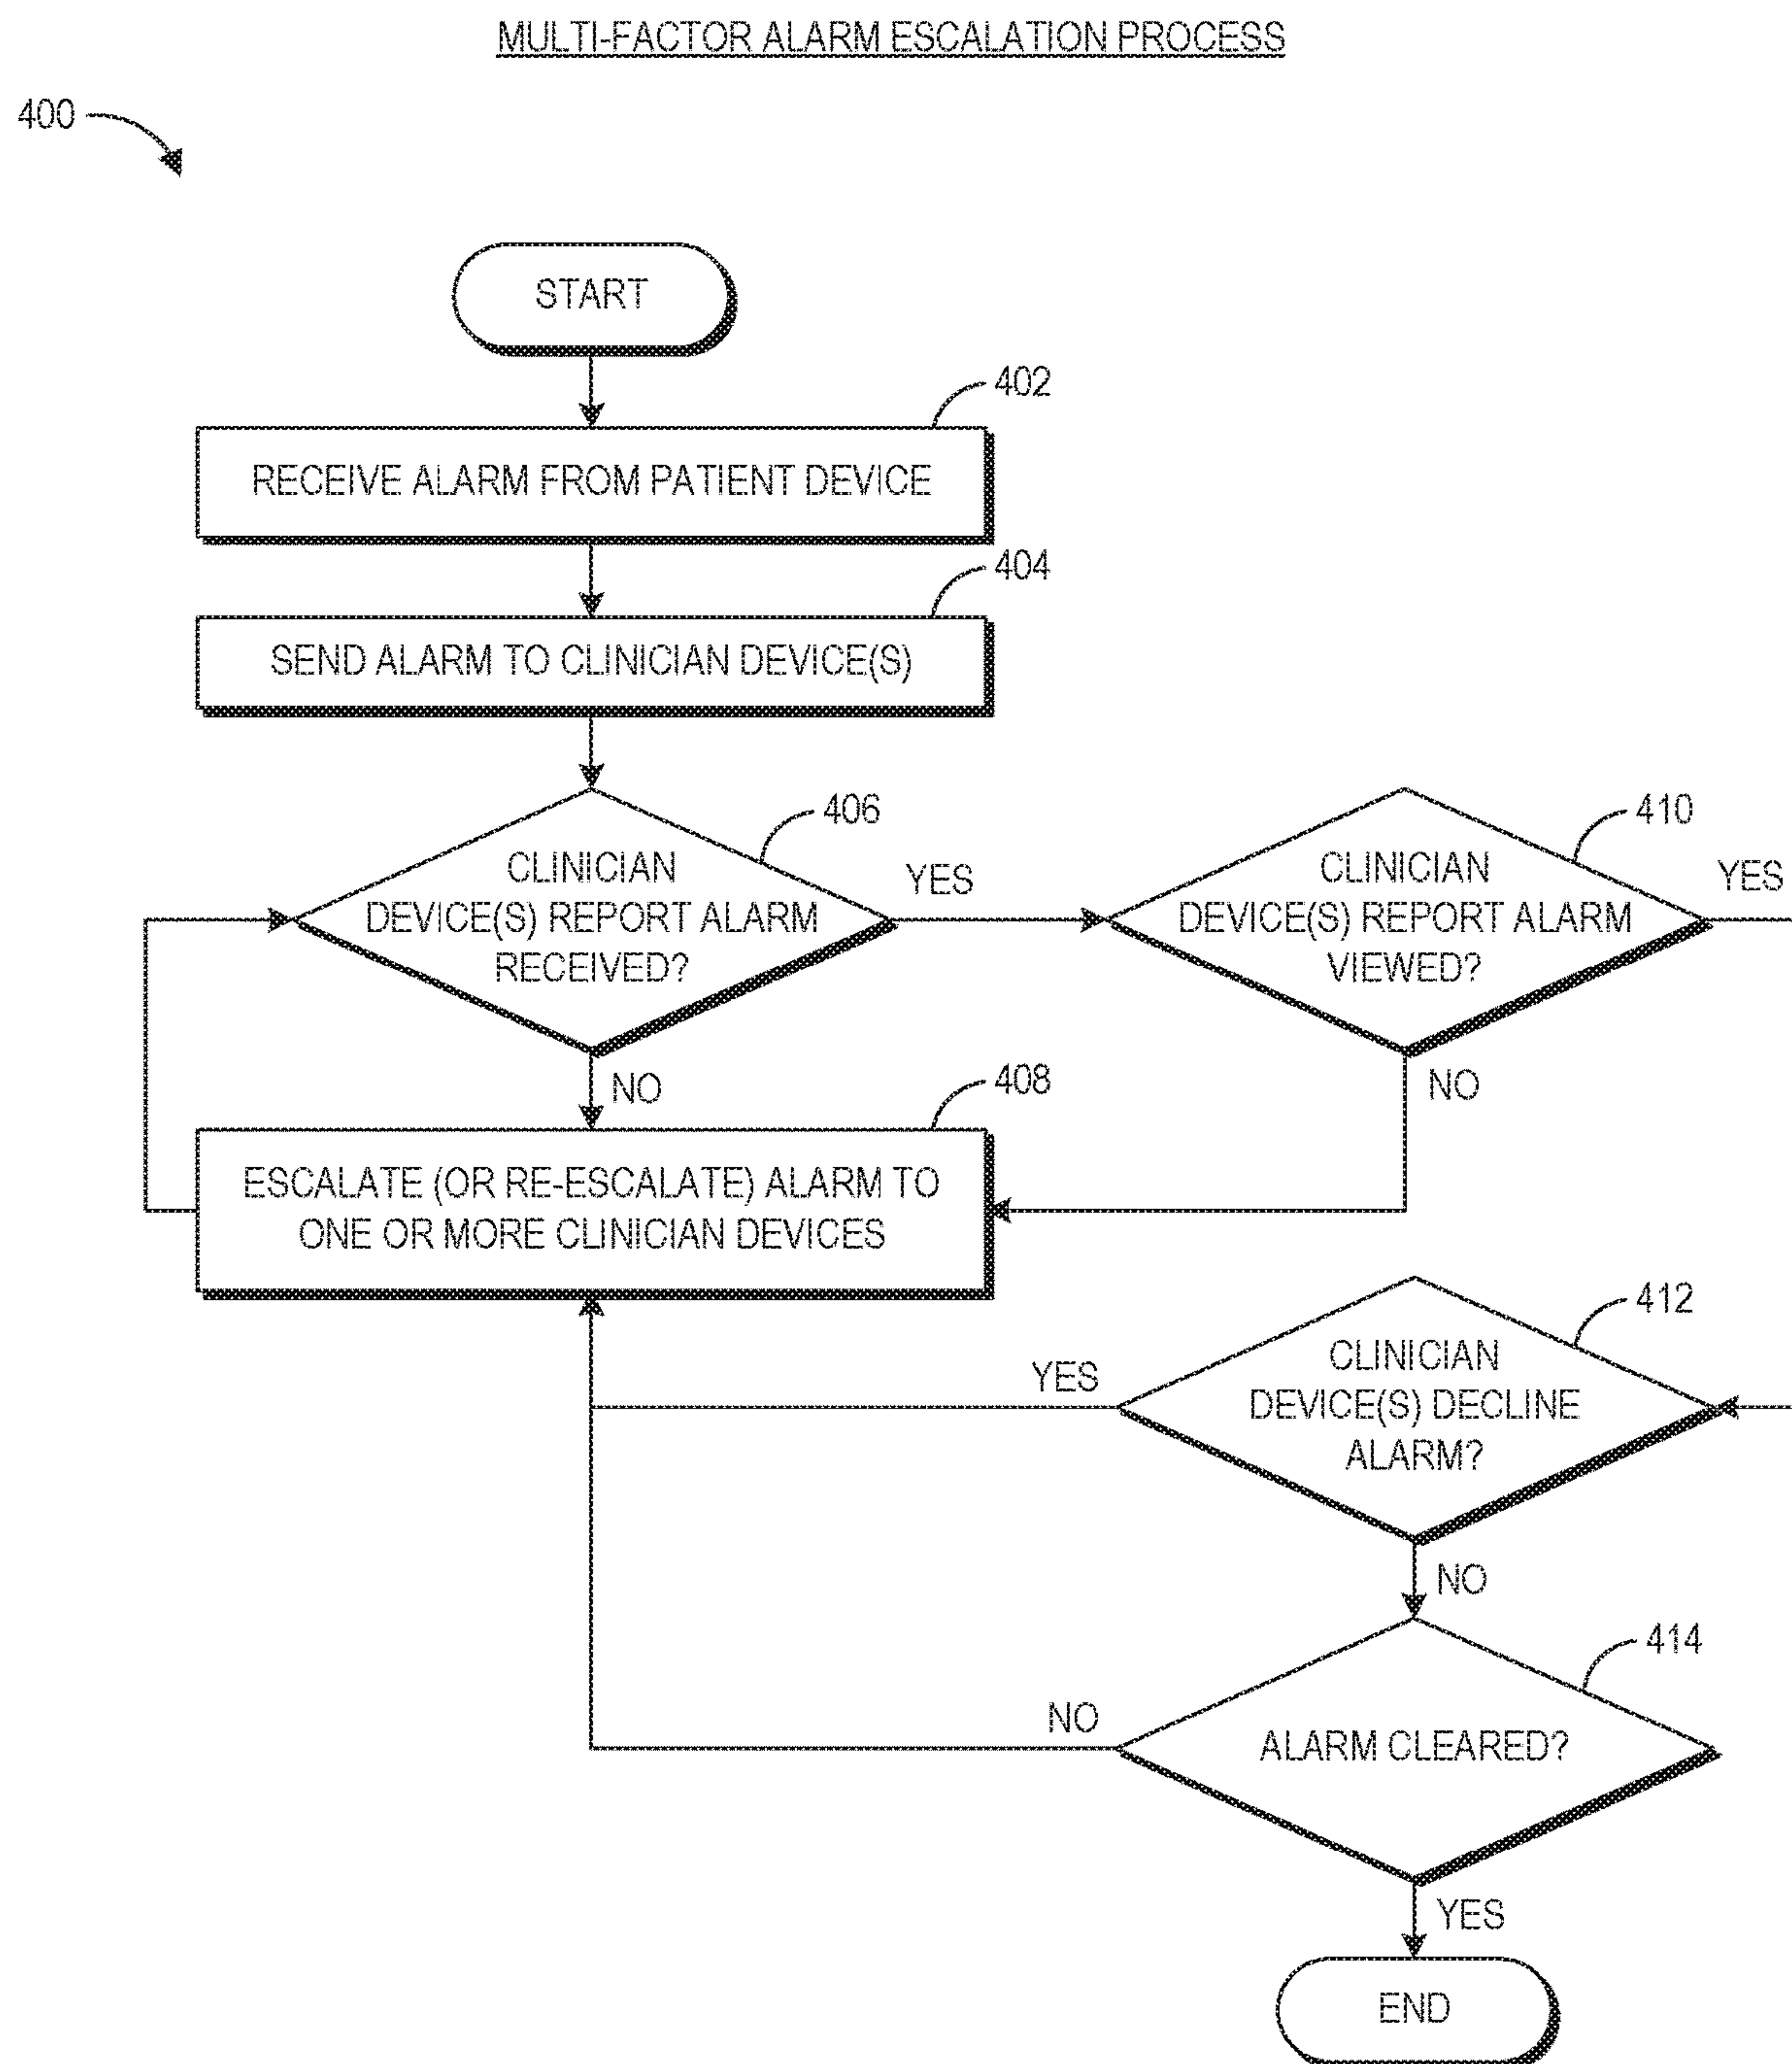 MULTI-FACTOR ALARM ESCALATION PROCESS
400
START
402
RECEIVE ALARM FROM PATIENT DEVICE
404
SEND ALARM TO CLINICIAN DEVICE(S)
406
CLINICIAN
DEVICE(S) REPORT ALARM
RECEIVED?
YES
410
CLINICIAN
DEVICE(S) REPORT ALARM
VIEWED?
YES
NO
NO
408
ESCALATE (OR RE-ESCALATE) ALARM TO
ONE OR MORE CLINICIAN DEVICES
412
CLINICIAN
DEVICE(S) DECLINE
ALARM?
YES
NO
414
ALARM CLEARED?
NO
YES
END